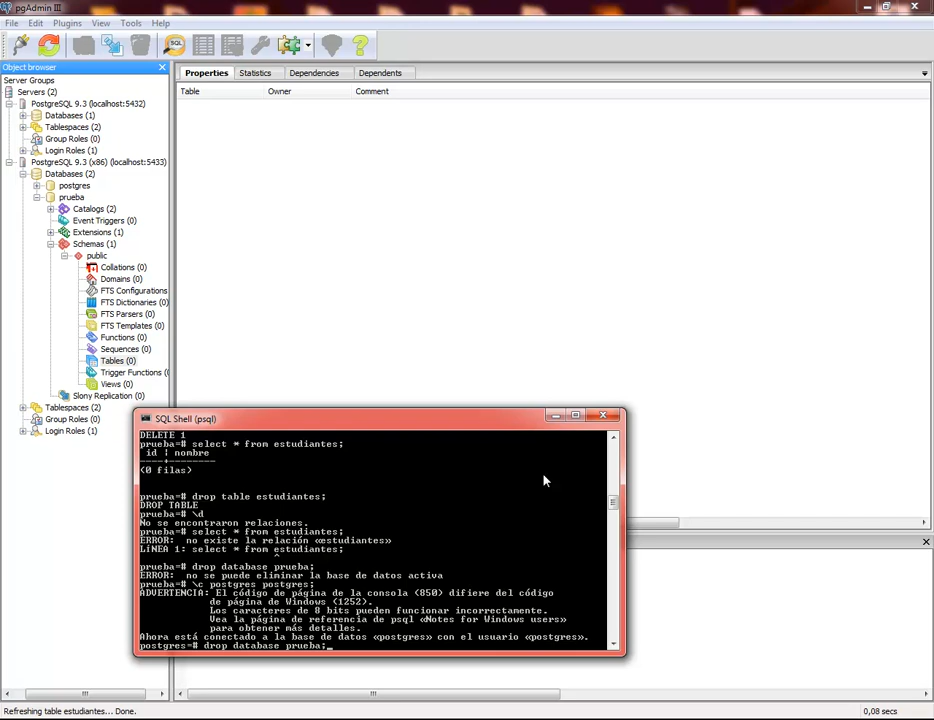 pgAdmin III
File Edit Plugins View Tools Help
SQL
Object browser
Properties Statistics Dependencies Dependents
Table Owner Comment
Server Groups
Servers (2)
PostgreSQL 9.3 (localhost:5432)
Databases (1)
Tablespaces (2)
Group Roles (0)
Login Roles (1)
PostgreSQL 9.3 (x86) (localhost:5433)
Databases (2)
postgres
prueba
Catalogs (2)
Event Triggers (0)
Extensions (1)
Schemas (1)
public
Collations (0)
Domains (0)
FTS Configurations
FTS Dictionaries (0)
FTS Parsers (0)
FTS Templates (0)
Functions (0)
Sequences (0)
Tables (0)
Trigger Functions (
Views (0)
Slony Replication (0)
Tablespaces (2)
Group Roles (0)
Login Roles (1)
SQL Shell (psql)
DELETE 1
prueba=# select * from estudiantes;
id ¦ nombre
----+--------
(0 filas)
prueba=# drop table estudiantes;
DROP TABLE
prueba=# \d
No se encontraron relaciones.
prueba=# select * from estudiantes;
ERROR: no existe la relación «estudiantes»
LÍNEA 1: select * from estudiantes;
^
prueba=# drop database prueba;
ERROR: no se puede eliminar la base de datos activa
prueba=# \c postgres postgres;
ADVERTENCIA: El código de página de la consola (850) difiere del código
de página de Windows (1252).
Los caracteres de 8 bits pueden funcionar incorrectamente.
Vea la página de referencia de psql «Notes for Windows users»
para obtener más detalles.
Ahora está conectado a la base de datos «postgres» con el usuario «postgres».
postgres=# drop database prueba;_
Refreshing table estudiantes... Done.
0,08 secs